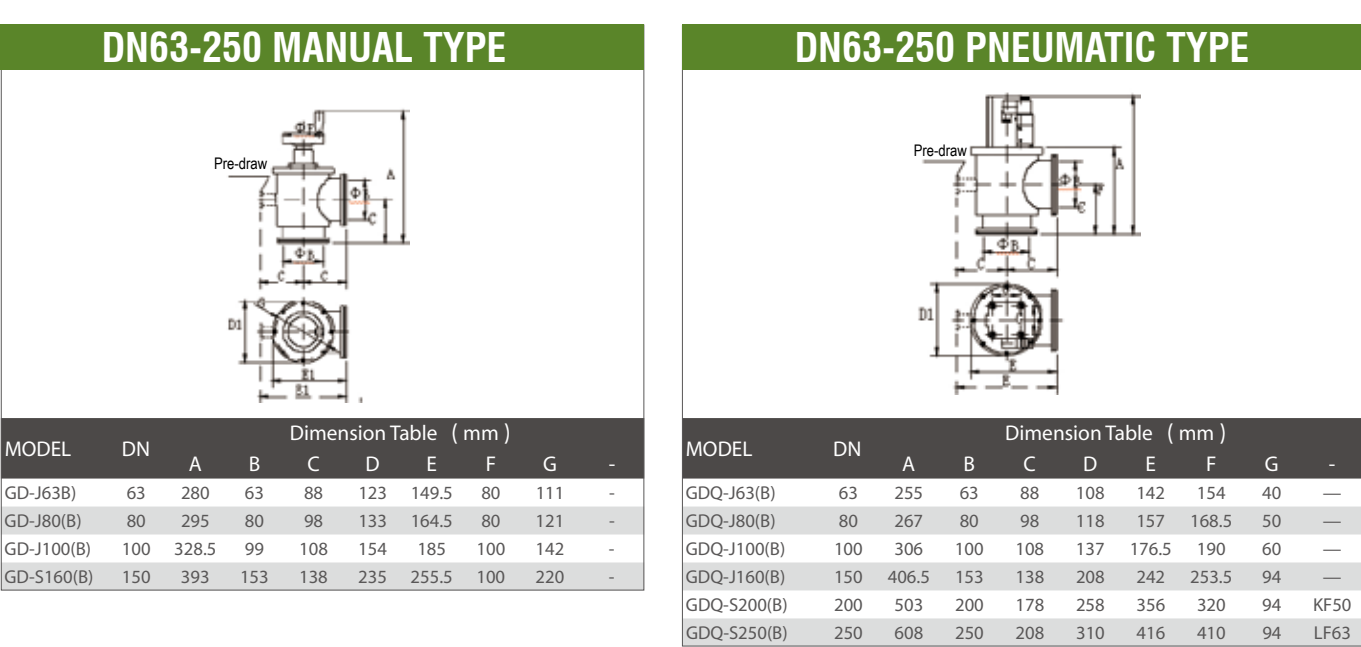 DN63-250 MANUAL TYPE
Pre-draw
A
C
Φ B
C C
D1
E1
E1
MODEL DN Dimension Table ( mm )
A B C D E F G -
GD-J63B) 63 280 63 88 123 149.5 80 111 -
GD-J80(B) 80 295 80 98 133 164.5 80 121 -
GD-J100(B) 100 328.5 99 108 154 185 100 142 -
GD-S160(B) 150 393 153 138 235 255.5 100 220 -
DN63-250 PNEUMATIC TYPE
Pre-draw
A
Φ B
C
Φ B
C C
D1
E
E
MODEL DN Dimension Table ( mm )
A B C D E F G -
GDQ-J63(B) 63 255 63 88 108 142 154 40 —
GDQ-J80(B) 80 267 80 98 118 157 168.5 50 —
GDQ-J100(B) 100 306 100 108 137 176.5 190 60 —
GDQ-J160(B) 150 406.5 153 138 208 242 253.5 94 —
GDQ-S200(B) 200 503 200 178 258 356 320 94 KF50
GDQ-S250(B) 250 608 250 208 310 416 410 94 LF63